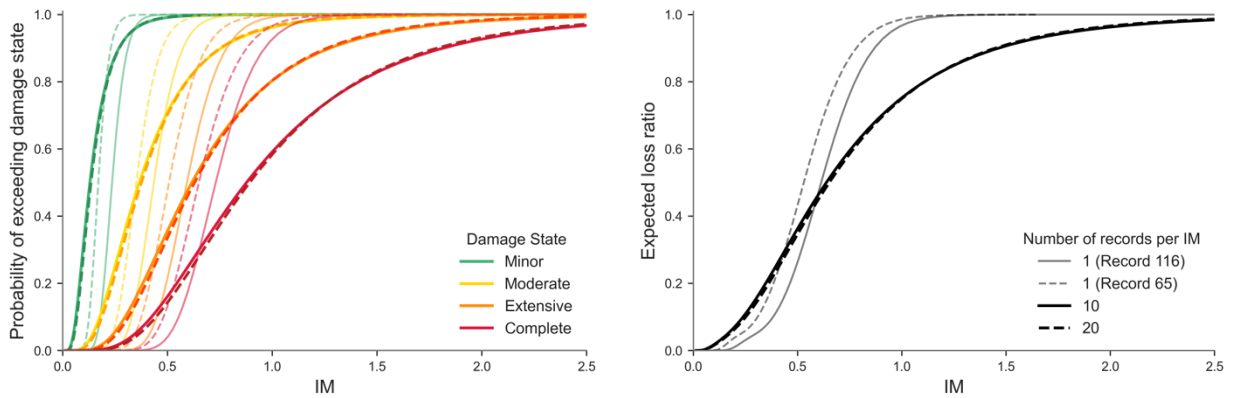 Probability of exceeding damage state
1.0
0.8
0.6
0.4
0.2
0.0
0.0
0.5
1.0
1.5
2.0
2.5
IM
Damage State
Minor
Moderate
Extensive
Complete
Expected loss ratio
1.0
0.8
0.6
0.4
0.2
0.0
0.0
0.5
1.0
1.5
2.0
2.5
IM
Number of records per IM
1 (Record 116)
1 (Record 65)
10
20